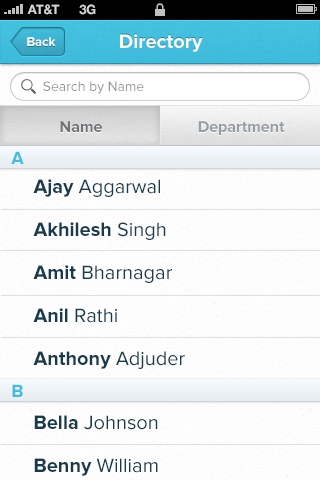 AT&T 3G
Back Directory
Search by Name
Name Department
A
Ajay Aggarwal
Akhilesh Singh
Amit Bharnagar
Anil Rathi
Anthony Adjuder
B
Bella Johnson
Benny William